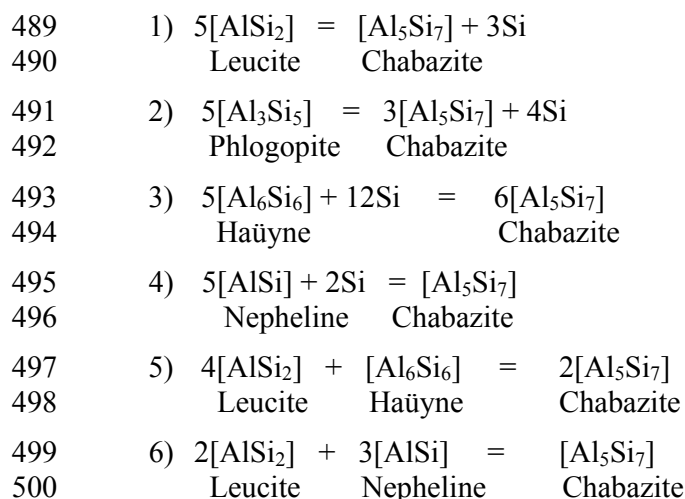 489 1) 5[AlSi₂] = [Al₅Si₇] + 3Si
490 Leucite Chabazite
491 2) 5[Al₃Si₅] = 3[Al₅Si₇] + 4Si
492 Phlogopite Chabazite
493 3) 5[Al₆Si₆] + 12Si = 6[Al₅Si₇]
494 Haüyne Chabazite
495 4) 5[AlSi] + 2Si = [Al₅Si₇]
496 Nepheline Chabazite
497 5) 4[AlSi₂] + [Al₆Si₆] = 2[Al₅Si₇]
498 Leucite Haüyne Chabazite
499 6) 2[AlSi₂] + 3[AlSi] = [Al₅Si₇]
500 Leucite Nepheline Chabazite